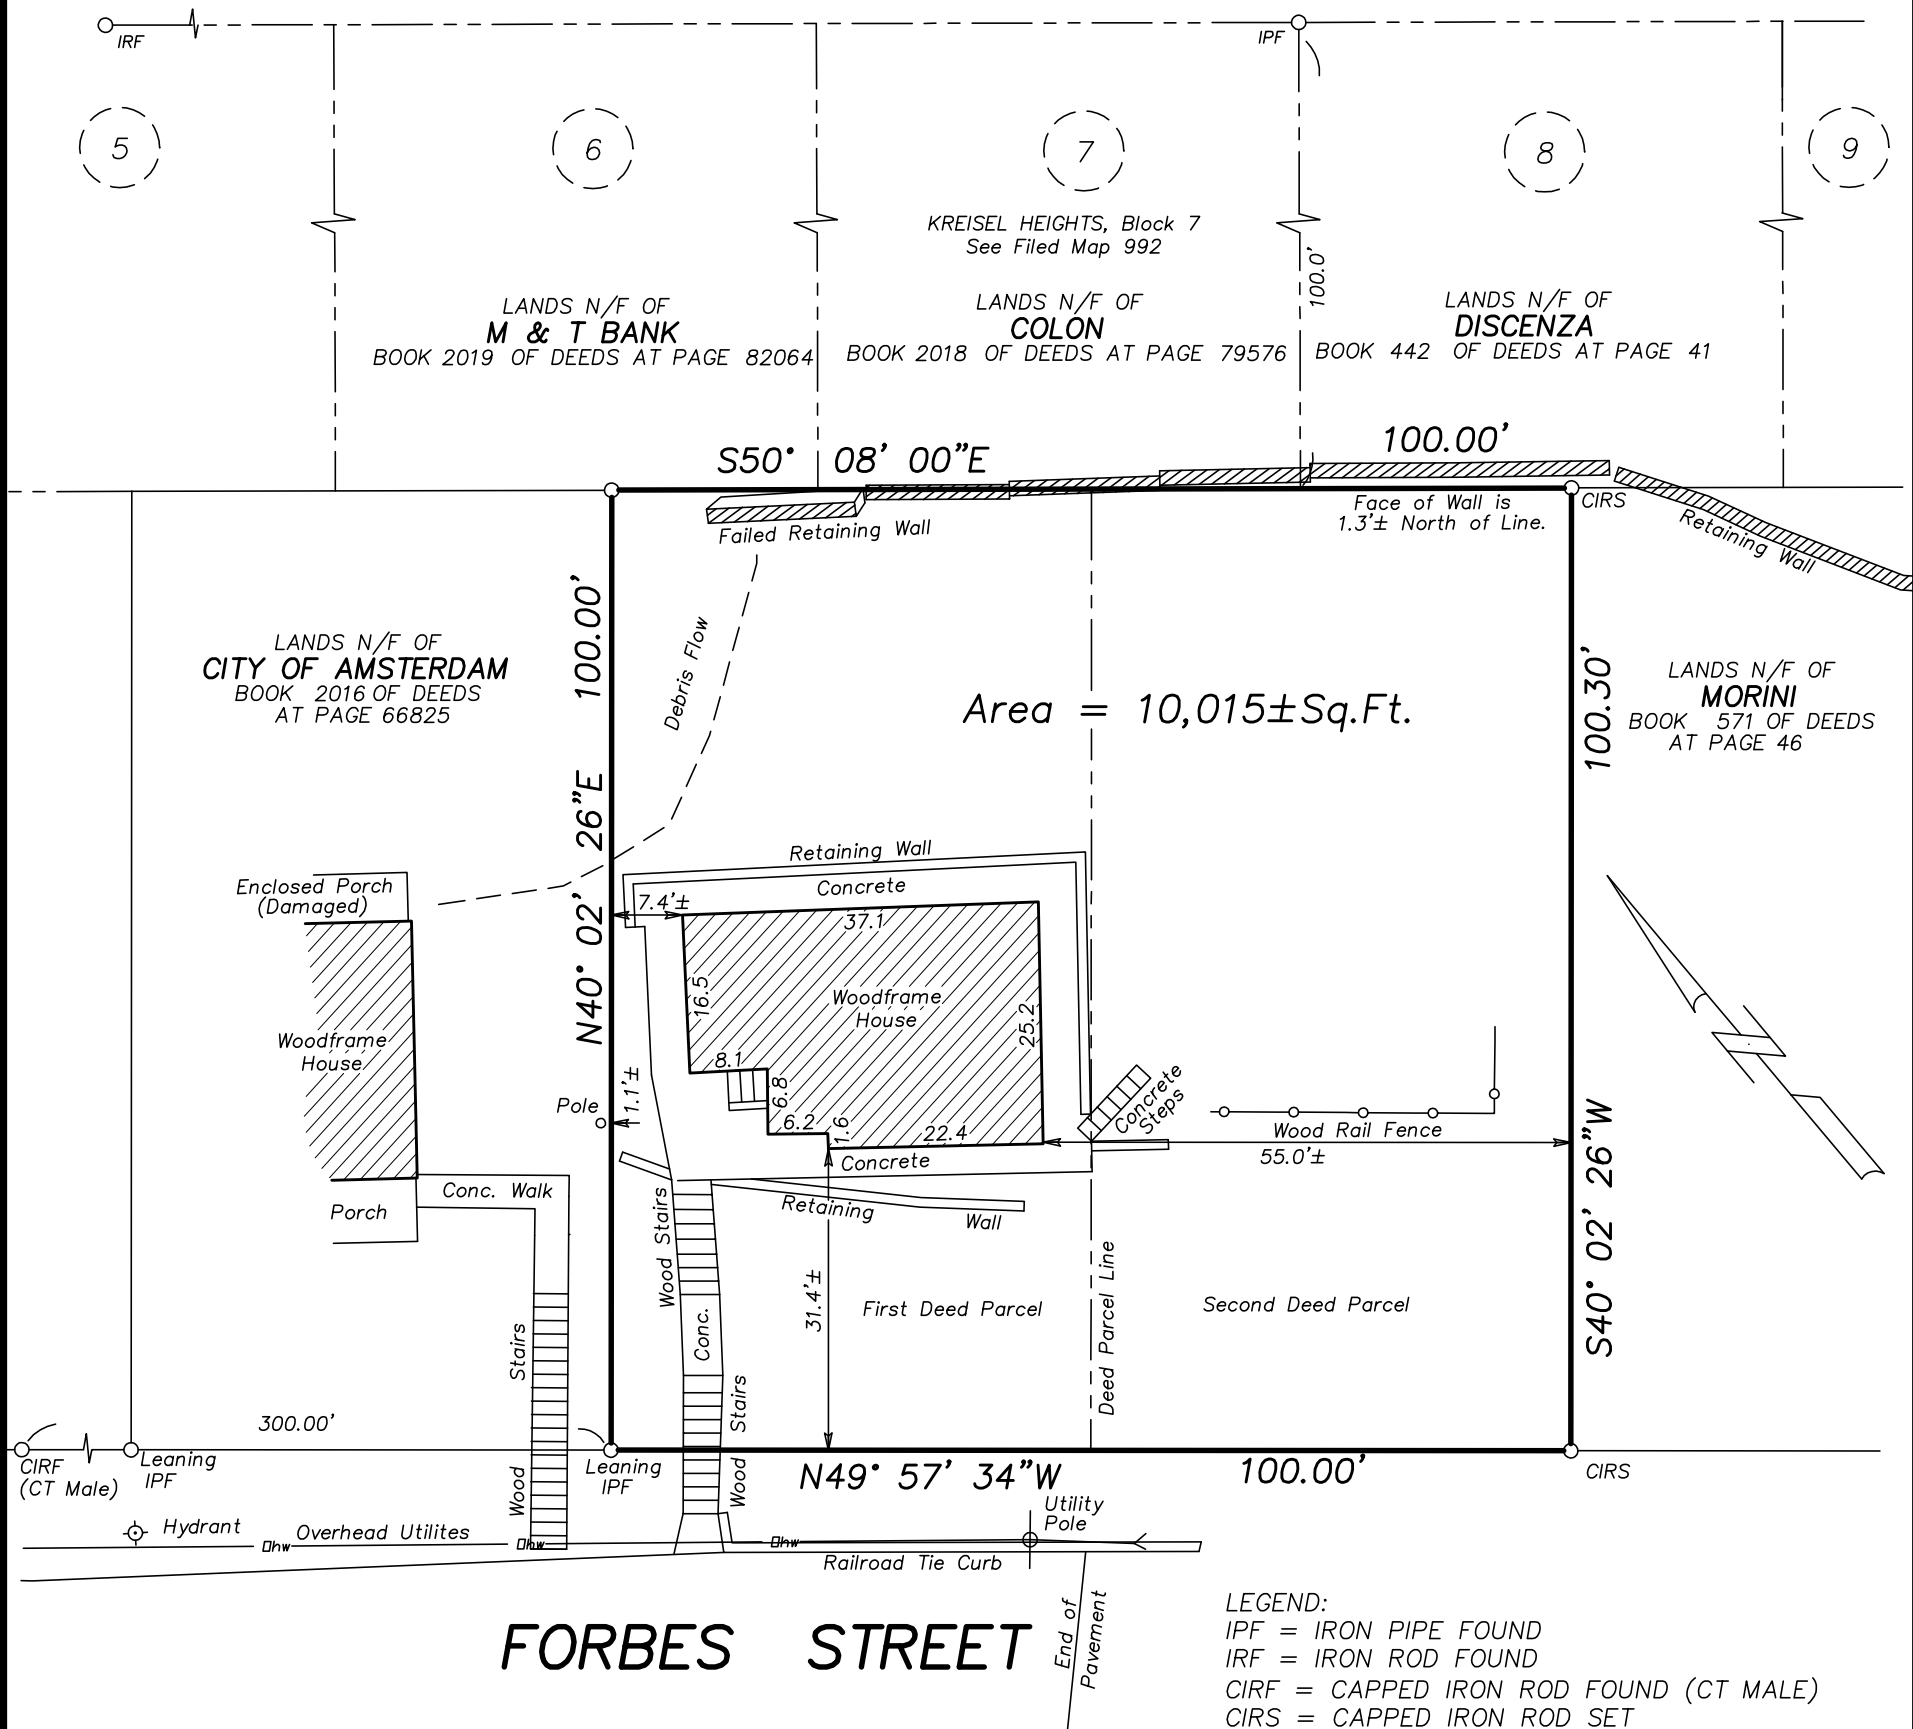 IRF
IPF
5
6
7
8
9
KREISEL HEIGHTS, Block 7
See Filed Map 992
100.0'
LANDS N/F OF
M & T BANK
BOOK 2019 OF DEEDS AT PAGE 82064
LANDS N/F OF
COLON
BOOK 2018 OF DEEDS AT PAGE 79576
LANDS N/F OF
DISCENZA
BOOK 442 OF DEEDS AT PAGE 41
S50° 08' 00"E
100.00'
Failed Retaining Wall
Face of Wall is
1.3'± North of Line.
CIRS
Retaining Wall
LANDS N/F OF
CITY OF AMSTERDAM
BOOK 2016 OF DEEDS
AT PAGE 66825
N40° 02' 26"E 100.00'
Debris Flow
Area = 10,015±Sq.Ft.
S40° 02' 26"W 100.30'
LANDS N/F OF
MORINI
BOOK 571 OF DEEDS
AT PAGE 46
Enclosed Porch
(Damaged)
Retaining Wall
Concrete
7.4'±
37.1
16.5
Woodframe
House
25.2
Woodframe
House
8.1
6.8
6.2
1.6
22.4
Pole
1.1'±
Concrete
Steps
Wood Rail Fence
55.0'±
Concrete
Conc. Walk
Porch
Wood Stairs
Retaining Wall
31.4'±
First Deed Parcel
Deed Parcel Line
Second Deed Parcel
Conc.
Wood Stairs
Wood Stairs
300.00'
CIRF
(CT Male)
Leaning
IPF
Leaning
IPF
N49° 57' 34"W
100.00'
CIRS
Hydrant
Overhead Utilites
Ohw
Ohw
Ohw
Utility
Pole
Railroad Tie Curb
End of
Pavement
FORBES STREET
LEGEND:
IPF = IRON PIPE FOUND
IRF = IRON ROD FOUND
CIRF = CAPPED IRON ROD FOUND (CT MALE)
CIRS = CAPPED IRON ROD SET